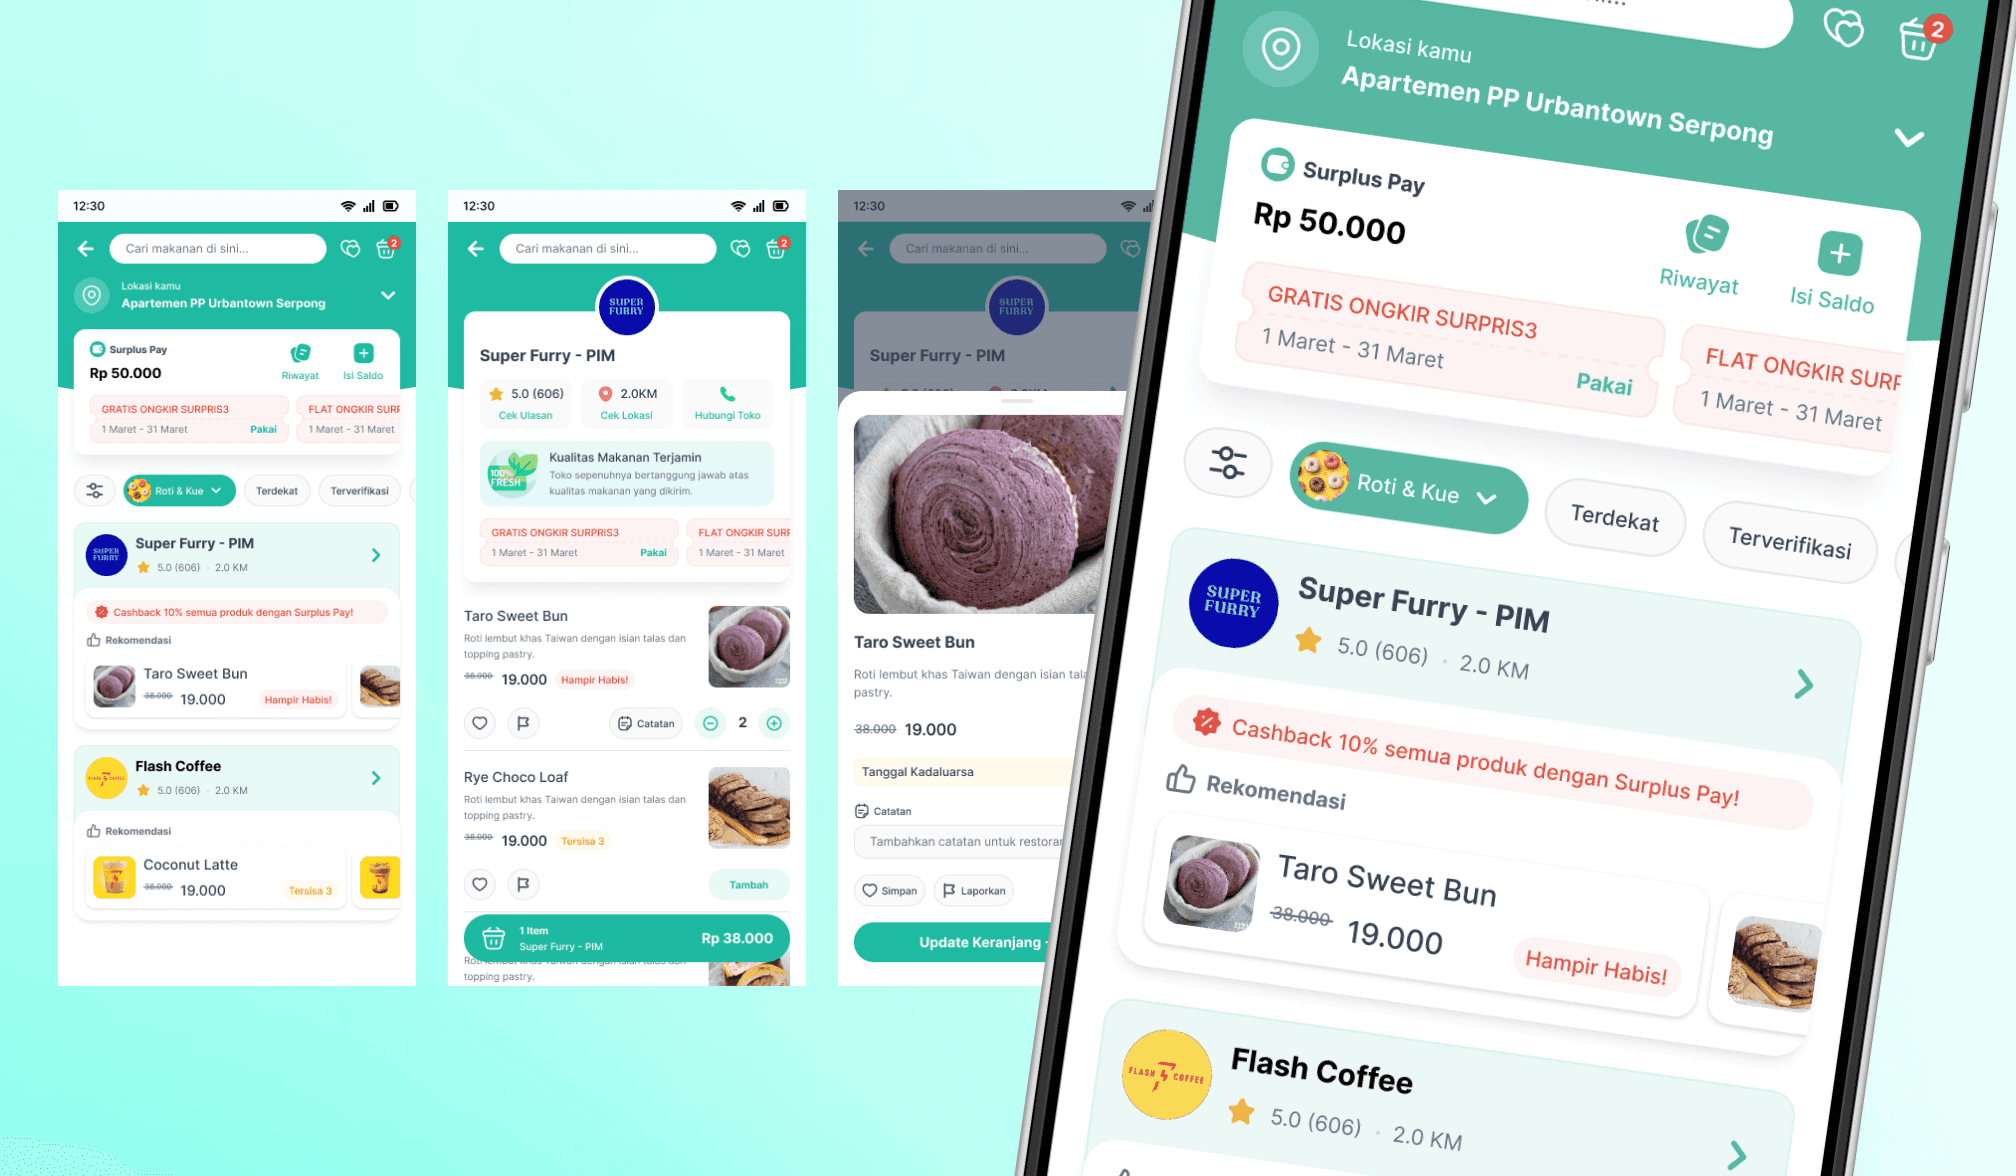 12:30
Cari makanan di sini...
2
Lokasi kamu
Apartemen PP Urbantown Serpong
Surplus Pay
Rp 50.000
Riwayat
Isi Saldo
GRATIS ONGKIR SURPRIS3
1 Maret - 31 Maret
Pakai
FLAT ONGKIR SURP
1 Maret - 31 Maret
Roti & Kue
Terdekat
Terverifikasi
SUPER
FURRY
Super Furry - PIM
5.0 (606) · 2.0 KM
Cashback 10% semua produk dengan Surplus Pay!
Rekomendasi
Taro Sweet Bun
38.000 19.000
Hampir Habis!
FLASH COFFEE
Flash Coffee
5.0 (606) · 2.0 KM
Rekomendasi
Coconut Latte
38.000 19.000
Tersisa 3
12:30
Cari makanan di sini...
2
SUPER
FURRY
Super Furry - PIM
5.0 (606)
Cek Ulasan
2.0KM
Cek Lokasi
Hubungi Toko
100%
FRESH
Kualitas Makanan Terjamin
Toko sepenuhnya bertanggung jawab atas
kualitas makanan yang dikirim.
GRATIS ONGKIR SURPRIS3
1 Maret - 31 Maret
Pakai
FLAT ONGKIR SURP
1 Maret - 31 Maret
Taro Sweet Bun
Roti lembut khas Taiwan dengan isian talas dan
topping pastry.
38.000 19.000 Hampir Habis!
Catatan
2
Rye Choco Loaf
Roti lembut khas Taiwan dengan isian talas dan
topping pastry.
38.000 19.000 Tersisa 3
Tambah
1 Item
Super Furry - PIM
Rp 38.000
Roti lembut khas Taiwan dengan isian talas dan
topping pastry.
12:30
Cari makanan di sini...
SUPER
FURRY
Super Furry - PIM
5.0 (606)
2.0KM
Taro Sweet Bun
Roti lembut khas Taiwan dengan isian tala
pastry.
38.000 19.000
Tanggal Kadaluarsa
Catatan
Tambahkan catatan untuk restoran
Simpan
Laporkan
Update Keranjang -
2
Lokasi kamu
Apartemen PP Urbantown Serpong
Surplus Pay
Rp 50.000
Riwayat
Isi Saldo
GRATIS ONGKIR SURPRIS3
1 Maret - 31 Maret
Pakai
FLAT ONGKIR SURP
1 Maret - 31 Maret
Roti & Kue
Terdekat
Terverifikasi
SUPER
FURRY
Super Furry - PIM
5.0 (606) · 2.0 KM
Cashback 10% semua produk dengan Surplus Pay!
Rekomendasi
Taro Sweet Bun
38.000 19.000
Hampir Habis!
FLASH COFFEE
Flash Coffee
5.0 (606) · 2.0 KM